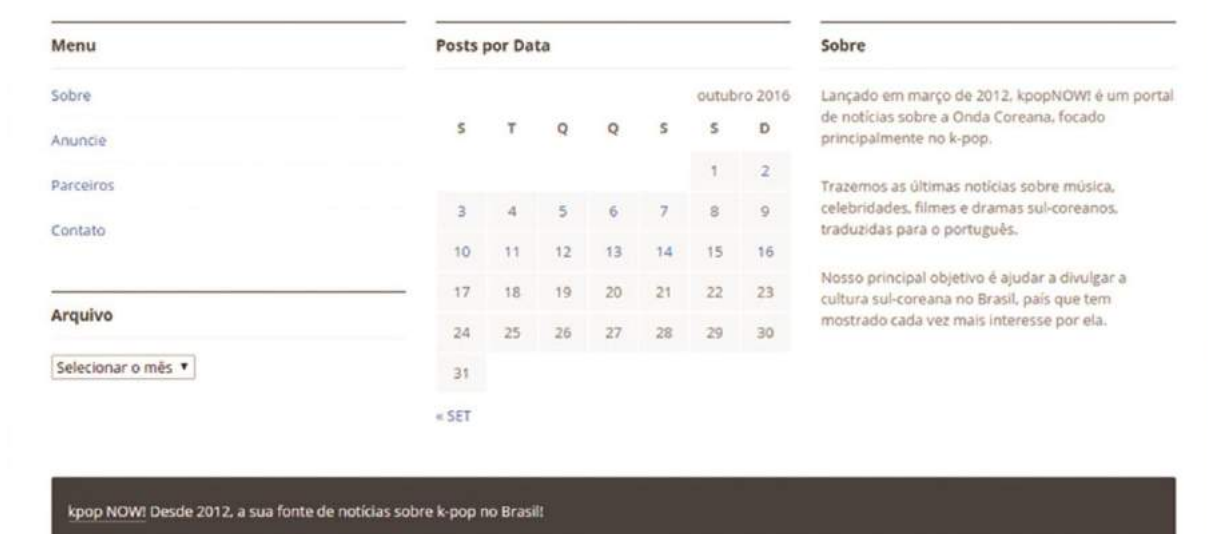 Menu
Sobre
Anuncie
Parceiros
Contato
Arquivo
Selecionar o mês ▼
Posts por Data
outubro 2016
S T Q Q S S D
1 2
3 4 5 6 7 8 9
10 11 12 13 14 15 16
17 18 19 20 21 22 23
24 25 26 27 28 29 30
31
« SET
Sobre
Lançado em março de 2012, kpopNOW! é um portal
de notícias sobre a Onda Coreana, focado
principalmente no k-pop.
Trazemos as últimas notícias sobre música,
celebridades, filmes e dramas sul-coreanos,
traduzidas para o português.
Nosso principal objetivo é ajudar a divulgar a
cultura sul-coreana no Brasil, país que tem
mostrado cada vez mais interesse por ela.
kpop NOW! Desde 2012, a sua fonte de notícias sobre k-pop no Brasil!